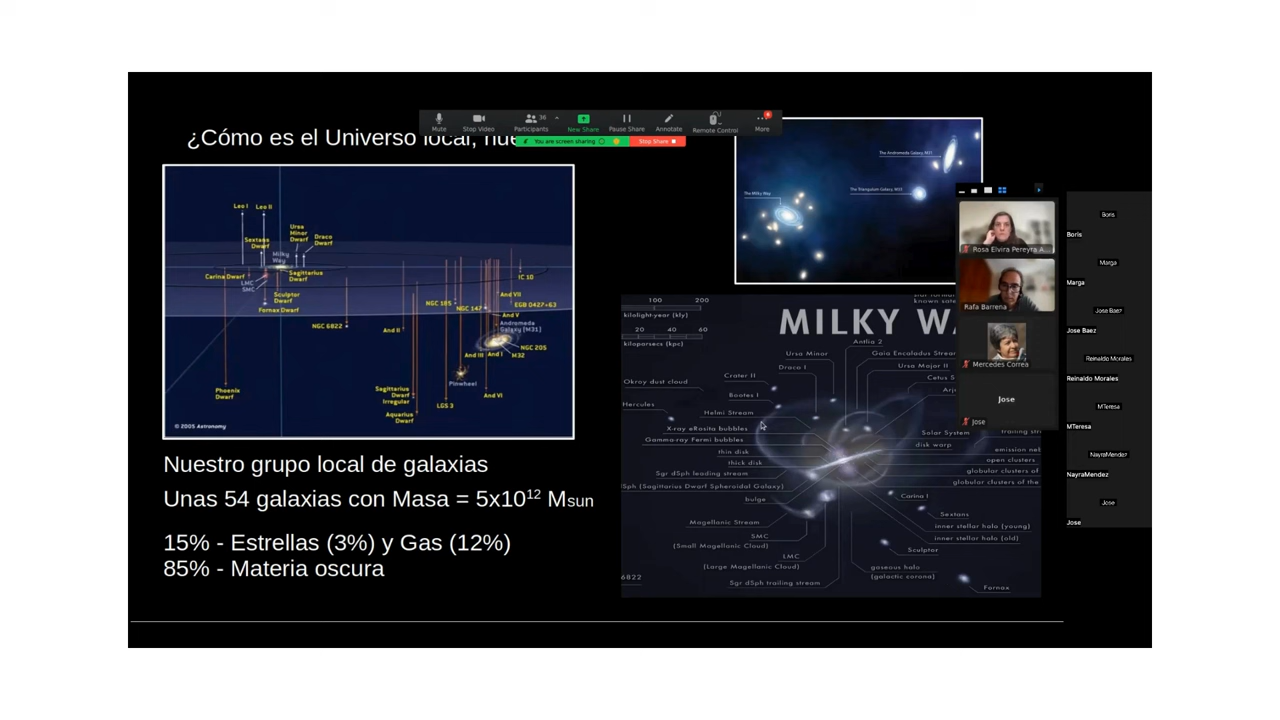 Mute
Stop Video
Participants
36
New Share
Pause Share
Annotate
Remote Control
More
You are screen sharing
Stop Share
¿Cómo es el Universo local, nue
Leo I
Leo II
Ursa Minor Dwarf
Draco Dwarf
Sextans Dwarf
Milky Way
Carina Dwarf
LMC
SMC
Sagittarius Dwarf
Sculptor Dwarf
Fornax Dwarf
NGC 6822
Phoenix Dwarf
IC 10
NGC 185
NGC 147
And VII
EGB 0427+63
And V
Andromeda Galaxy (M31)
And II
NGC 205
M32
And III
And I
Pinwheel
Sagittarius Dwarf Irregular
Aquarius Dwarf
LGS 3
And VI
© 2005 Astronomy
The Andromeda Galaxy, M31
The Triangulum Galaxy, M33
The Milky Way
Nuestro grupo local de galaxias
Unas 54 galaxias con Masa = 5x10¹² Msun
15% - Estrellas (3%) y Gas (12%)
85% - Materia oscura
100 200
kilolight-year (kly)
20 40 60
kiloparsecs (kpc)
MILKY WA
Antlia 2
Ursa Minor
Gaia Enceladus Strea
Draco I
Ursa Major II
Crater II
Cetus S
Okroy dust cloud
Bootes I
Hercules
Helmi Stream
X-ray eRosita bubbles
Solar System
Gamma-ray Fermi bubbles
disk warp
thin disk
emission nel
thick disk
open clusters
Sgr dSph leading stream
globular clusters of
globular clusters of the
Sph (Sagittarius Dwarf Spheroidal Galaxy)
bulge
Carina I
Sextans
Magellanic Stream
inner stellar halo (young)
SMC
(Small Magellanic Cloud)
inner stellar halo (old)
Sculptor
LMC
(Large Magellanic Cloud)
gaseous halo
(galactic corona)
6822
Sgr dSph trailing stream
Fornax
Rosa Elvira Pereyra A...
Rafa Barrena
Mercedes Correa
Jose
Jose
Boris
Boris
Marga
Marga
Jose Baez
Jose Baez
Reinaldo Morales
Reinaldo Morales
MTeresa
MTeresa
NayraMendez
NayraMendez
Jose
Jose